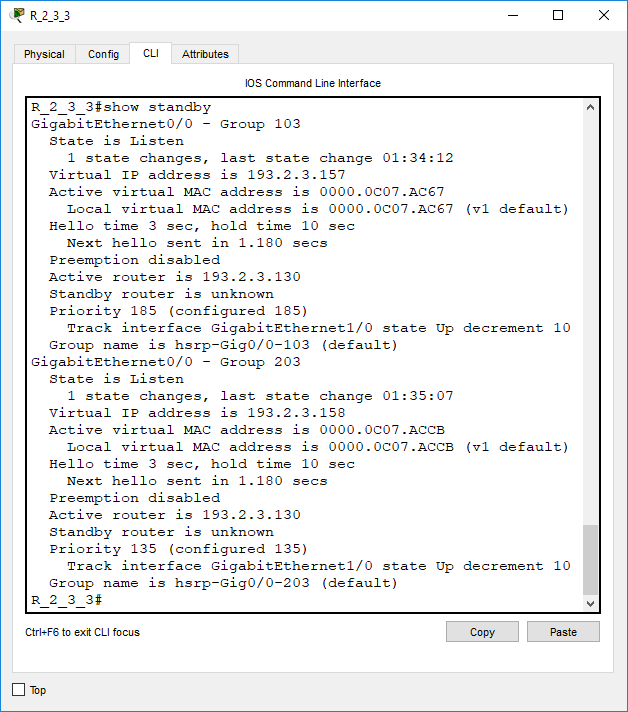 R_2_3_3
Physical Config CLI Attributes
IOS Command Line Interface
R_2_3_3#show standby
GigabitEthernet0/0 - Group 103
  State is Listen
    1 state changes, last state change 01:34:12
  Virtual IP address is 193.2.3.157
  Active virtual MAC address is 0000.0C07.AC67
    Local virtual MAC address is 0000.0C07.AC67 (v1 default)
  Hello time 3 sec, hold time 10 sec
    Next hello sent in 1.180 secs
  Preemption disabled
  Active router is 193.2.3.130
  Standby router is unknown
  Priority 185 (configured 185)
    Track interface GigabitEthernet1/0 state Up decrement 10
  Group name is hsrp-Gig0/0-103 (default)
GigabitEthernet0/0 - Group 203
  State is Listen
    1 state changes, last state change 01:35:07
  Virtual IP address is 193.2.3.158
  Active virtual MAC address is 0000.0C07.ACCB
    Local virtual MAC address is 0000.0C07.ACCB (v1 default)
  Hello time 3 sec, hold time 10 sec
    Next hello sent in 1.180 secs
  Preemption disabled
  Active router is 193.2.3.130
  Standby router is unknown
  Priority 135 (configured 135)
    Track interface GigabitEthernet1/0 state Up decrement 10
  Group name is hsrp-Gig0/0-203 (default)
R_2_3_3#
Ctrl+F6 to exit CLI focus
Copy Paste
Top